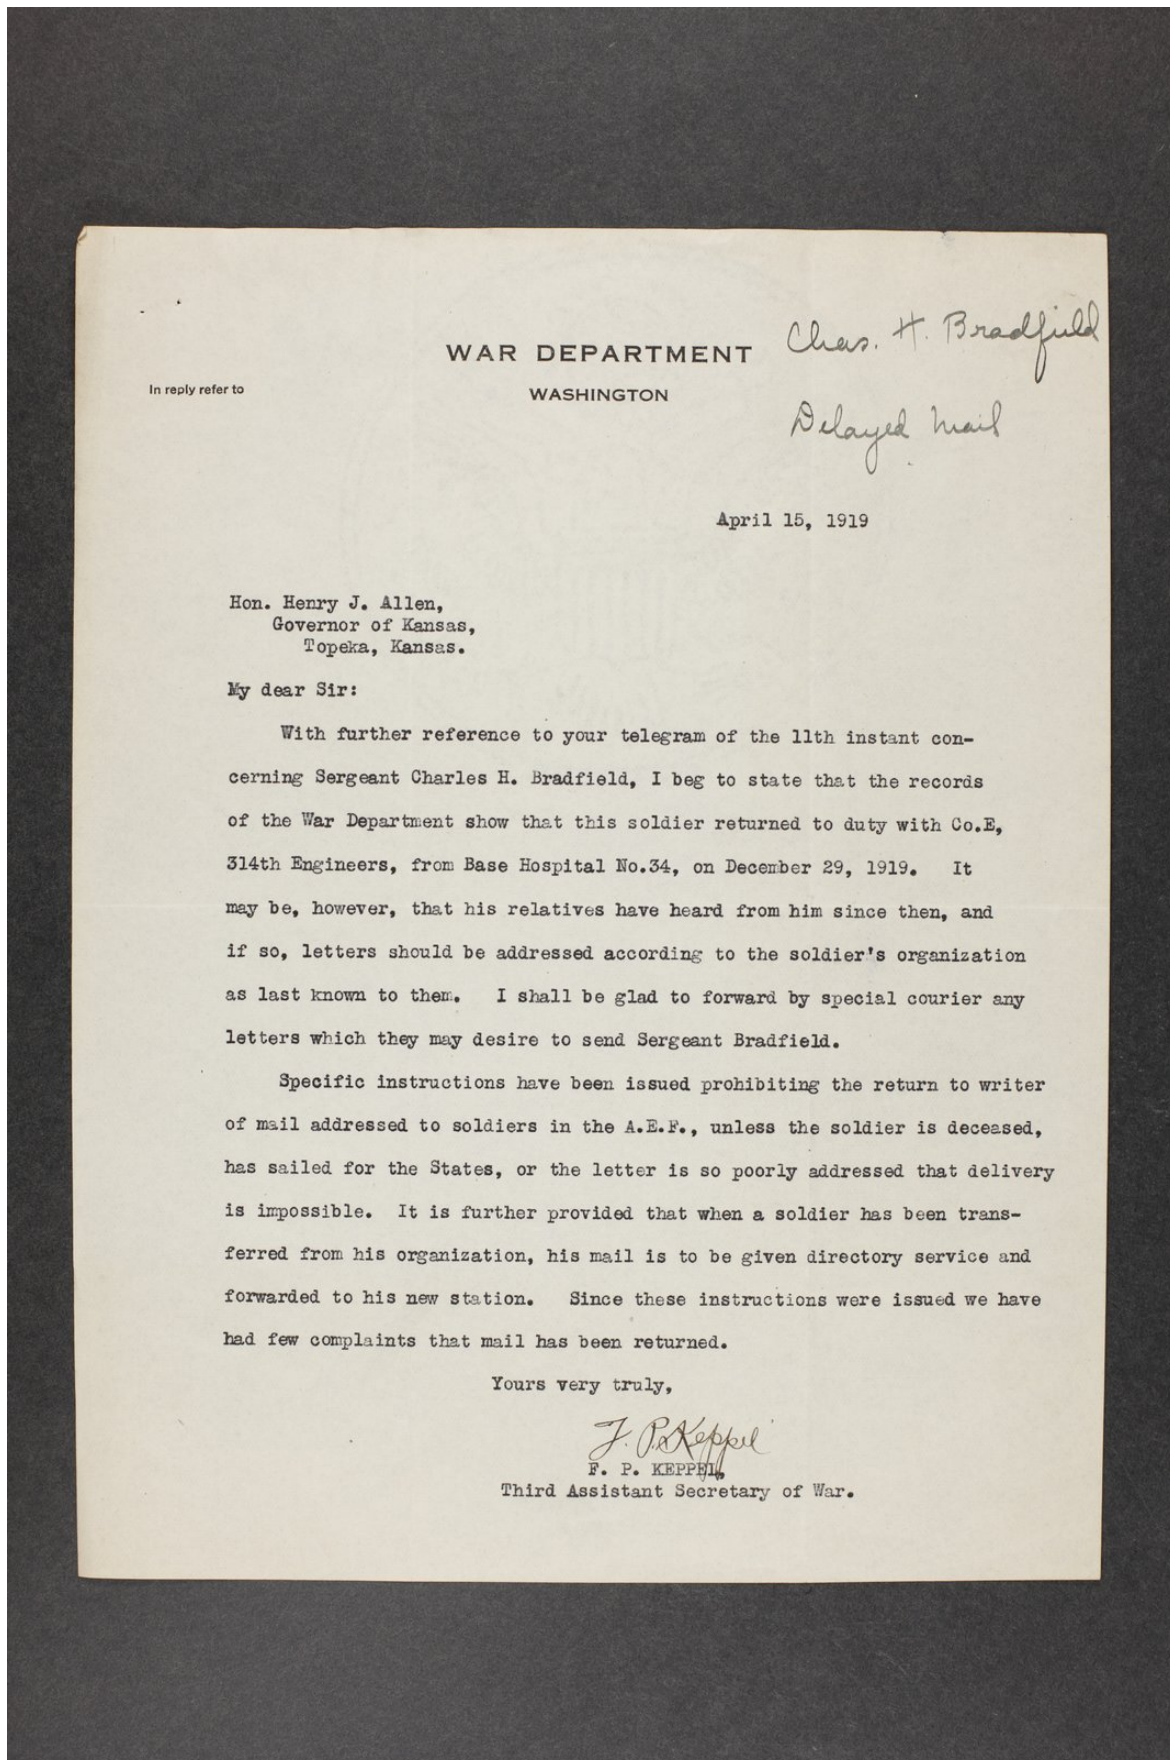 Chas. H. Bradfield
WAR DEPARTMENT
In reply refer to
WASHINGTON
Delayed Mail
April 15, 1919
Hon. Henry J. Allen,
Governor of Kansas,
Topeka, Kansas.
My dear Sir:
With further reference to your telegram of the 11th instant con-
cerning Sergeant Charles H. Bradfield, I beg to state that the records
of the War Department show that this soldier returned to duty with Co.E,
314th Engineers, from Base Hospital No.34, on December 29, 1919. It
may be, however, that his relatives have heard from him since then, and
if so, letters should be addressed according to the soldier's organization
as last known to them. I shall be glad to forward by special courier any
letters which they may desire to send Sergeant Bradfield.
Specific instructions have been issued prohibiting the return to writer
of mail addressed to soldiers in the A.E.F., unless the soldier is deceased,
has sailed for the States, or the letter is so poorly addressed that delivery
is impossible. It is further provided that when a soldier has been trans-
ferred from his organization, his mail is to be given directory service and
forwarded to his new station. Since these instructions were issued we have
had few complaints that mail has been returned.
Yours very truly,
F. P. Keppel
F. P. KEPPEL,
Third Assistant Secretary of War.